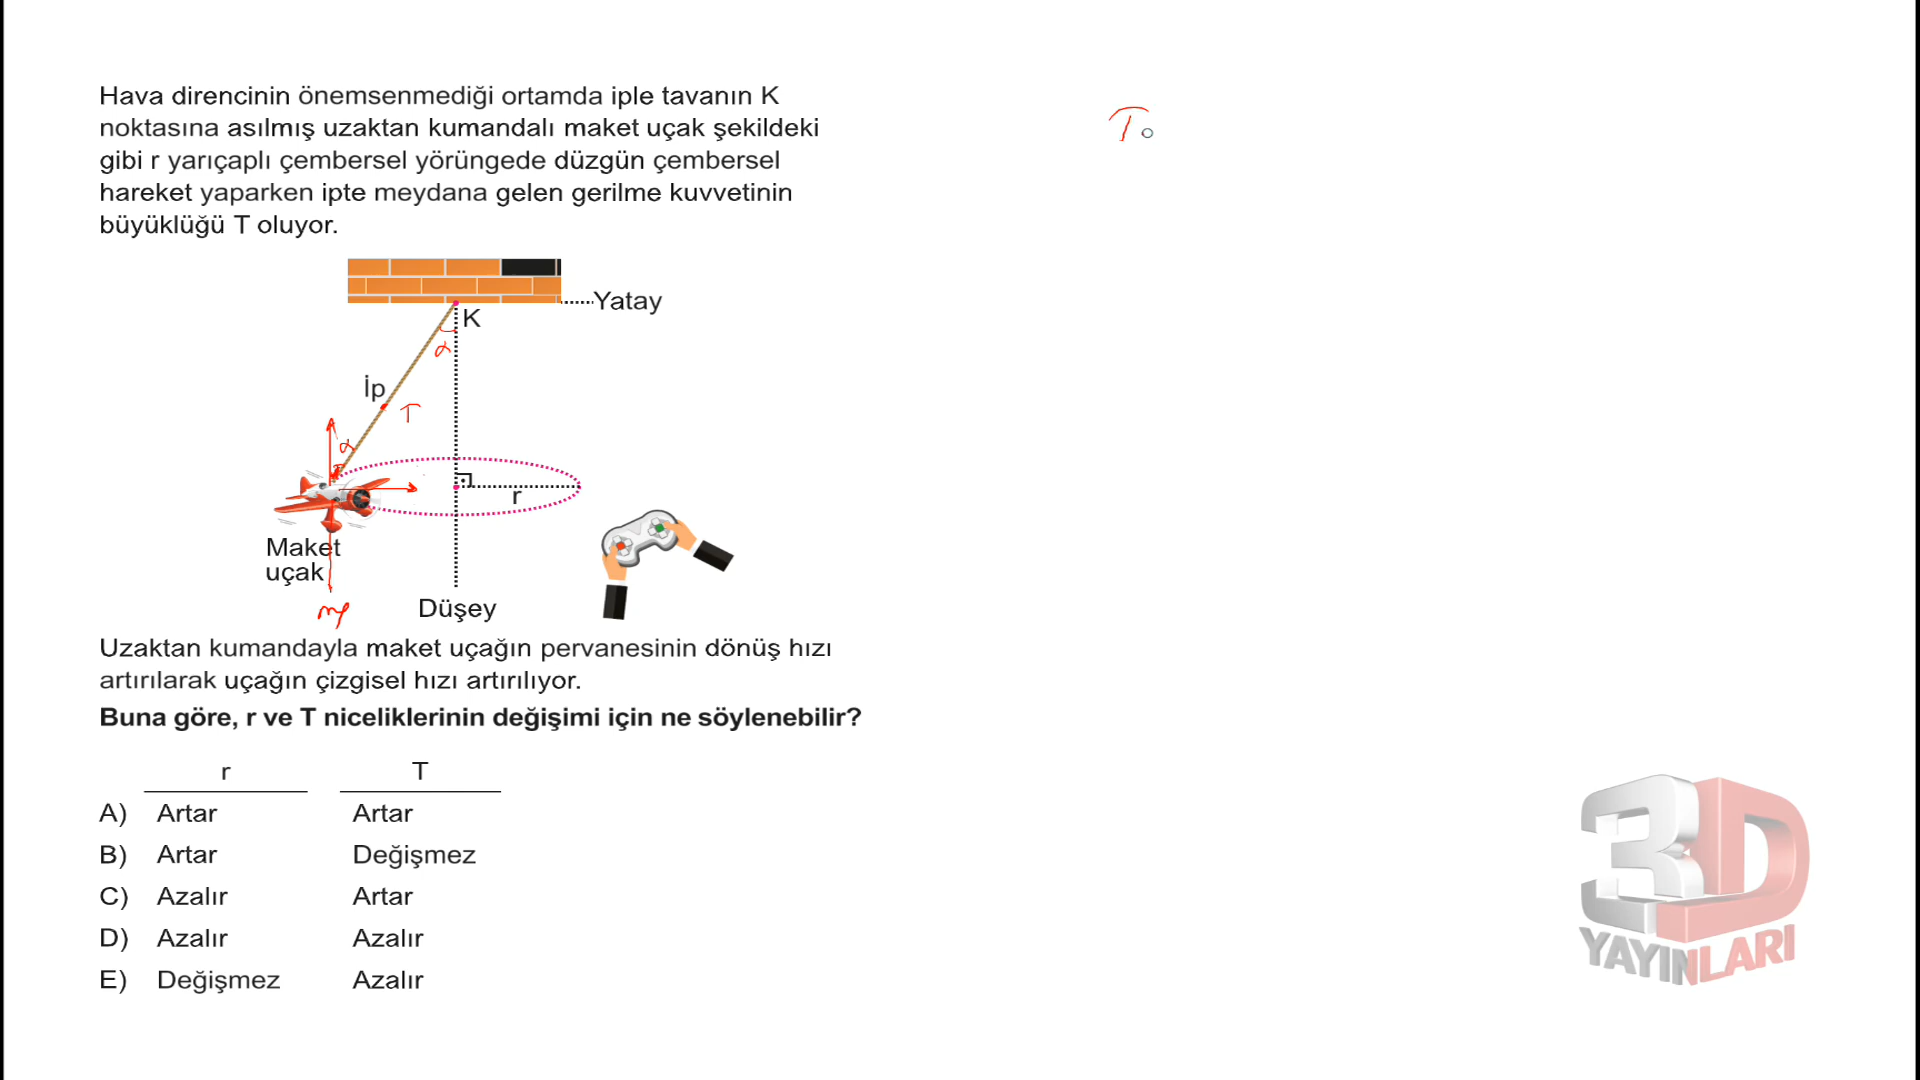 Hava direncinin önemsenmediği ortamda iple tavanın K
noktasına asılmış uzaktan kumandalı maket uçak şekildeki
gibi r yarıçaplı çembersel yörüngede düzgün çembersel
hareket yaparken ipte meydana gelen gerilme kuvvetinin
büyüklüğü T oluyor.
T
Yatay
K
α
İp
T
α
r
Maket
uçak
mg
Düşey
Uzaktan kumandayla maket uçağın pervanesinin dönüş hızı
artırılarak uçağın çizgisel hızı artırılıyor.
Buna göre, r ve T niceliklerinin değişimi için ne söylenebilir?
r T
A) Artar Artar
B) Artar Değişmez
C) Azalır Artar
D) Azalır Azalır
E) Değişmez Azalır
3D
YAYINLARI